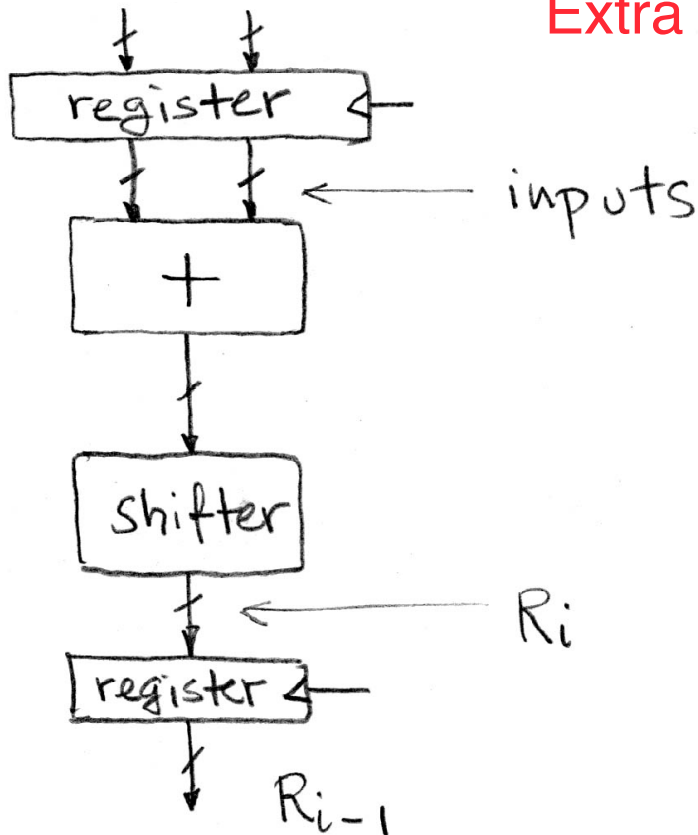 Extra
register
inputs
+
shifter
Ri
register
Ri-1